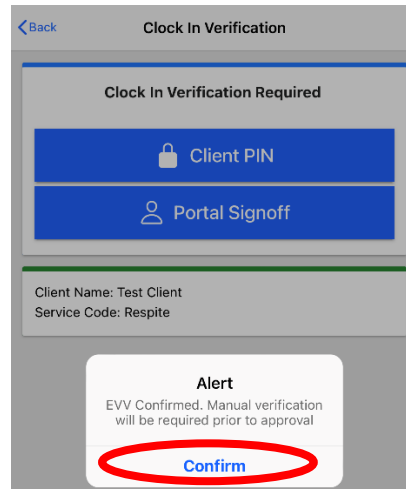 Back
Clock In Verification
Clock In Verification Required
Client PIN
Portal Signoff
Client Name: Test Client
Service Code: Respite
Alert
EVV Confirmed. Manual verification
will be required prior to approval
Confirm